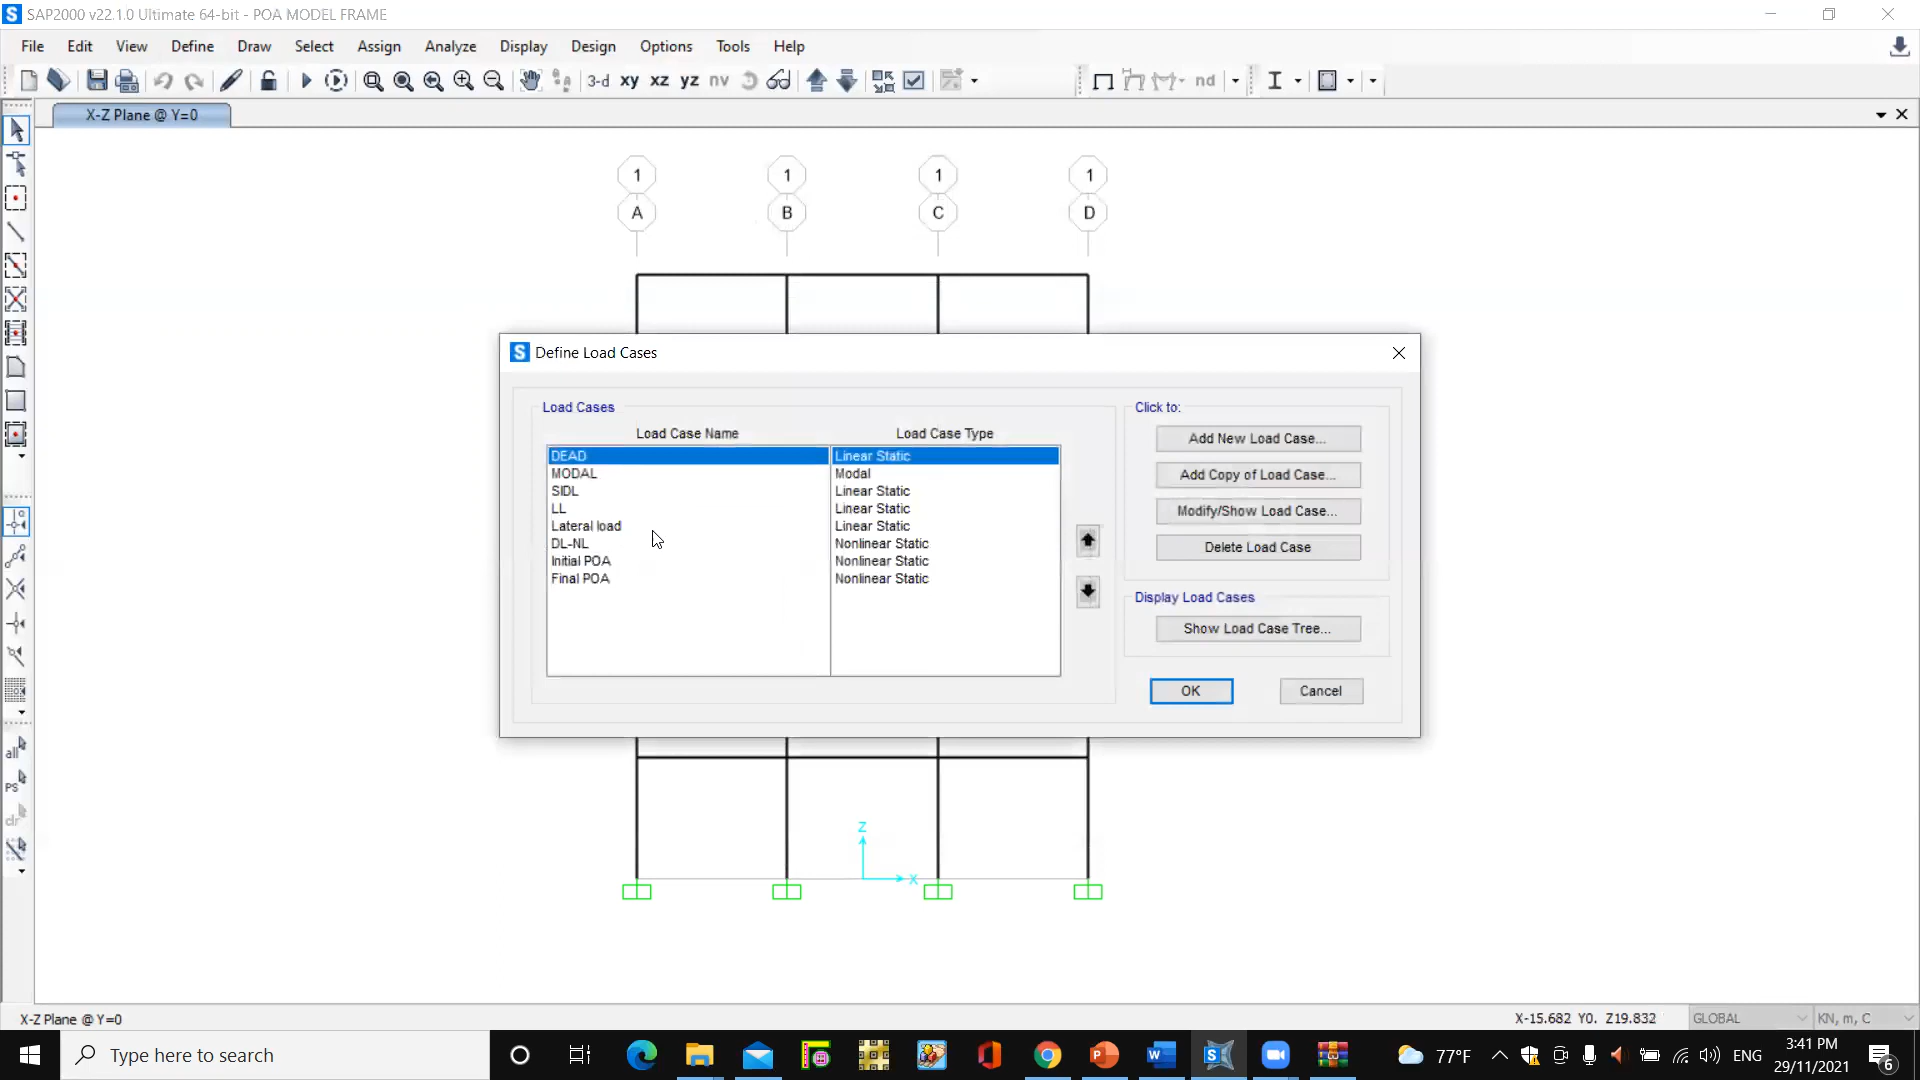 SAP2000 v22.1.0 Ultimate 64-bit - POA MODEL FRAME
File Edit View Define Draw Select Assign Analyze Display Design Options Tools Help
3-d xy xz yz nv nd
X-Z Plane @ Y=0
1 1 1 1
A B C D
Define Load Cases
Load Cases
Click to:
Load Case Name Load Case Type
DEAD Linear Static
MODAL Modal
SIDL Linear Static
LL Linear Static
Lateral load Linear Static
DL-NL Nonlinear Static
Initial POA Nonlinear Static
Final POA Nonlinear Static
Add New Load Case...
Add Copy of Load Case...
Modify/Show Load Case...
Delete Load Case
Display Load Cases
Show Load Case Tree...
OK Cancel
all
PS
dr
Z
X
X-Z Plane @ Y=0
X-15.682 Y0. Z19.832
GLOBAL
KN, m, C
Type here to search
77°F
ENG
3:41 PM
29/11/2021
6